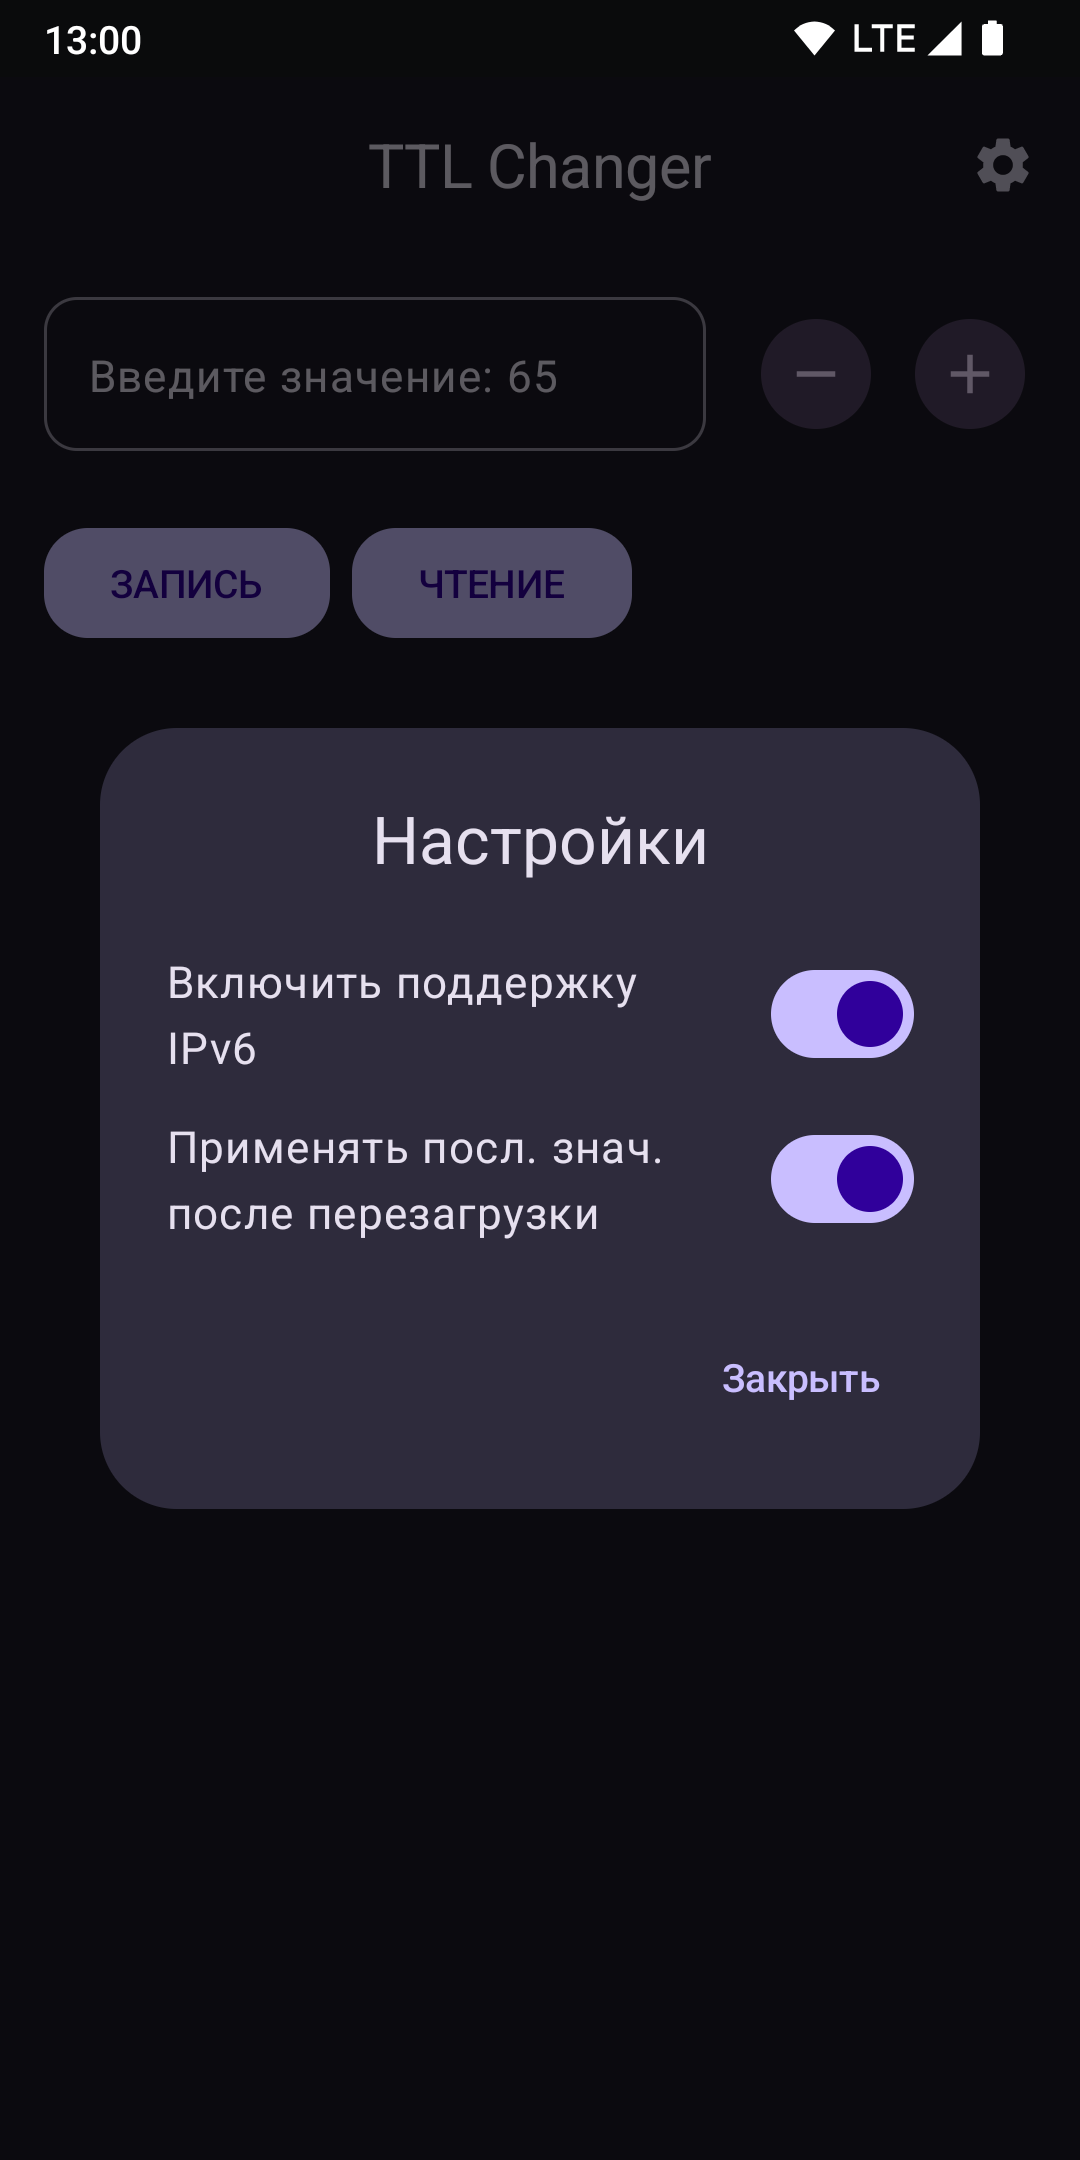 13:00
LTE
TTL Changer
Введите значение: 65
ЗАПИСЬ
ЧТЕНИЕ
Настройки
Включить поддержку
IPv6
Применять посл. знач.
после перезагрузки
Закрыть